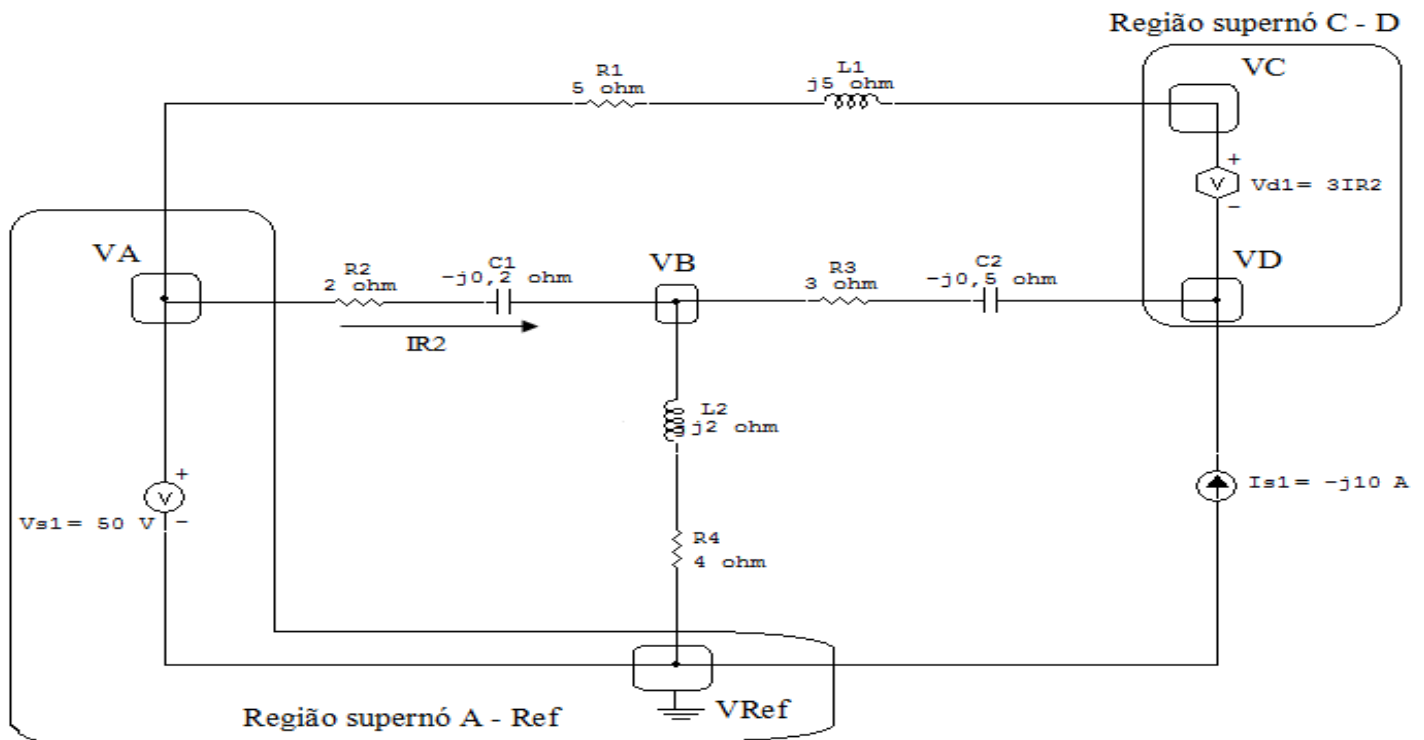 Região supernó C - D
VC
R1
5 ohm
L1
j5 ohm
+
V
-
Vd1= 3IR2
VA
R2
2 ohm
C1
-j0,2 ohm
IR2
VB
R3
3 ohm
C2
-j0,5 ohm
VD
L2
j2 ohm
+
V
-
Vs1= 50 V
Is1= -j10 A
R4
4 ohm
VRef
Região supernó A - Ref